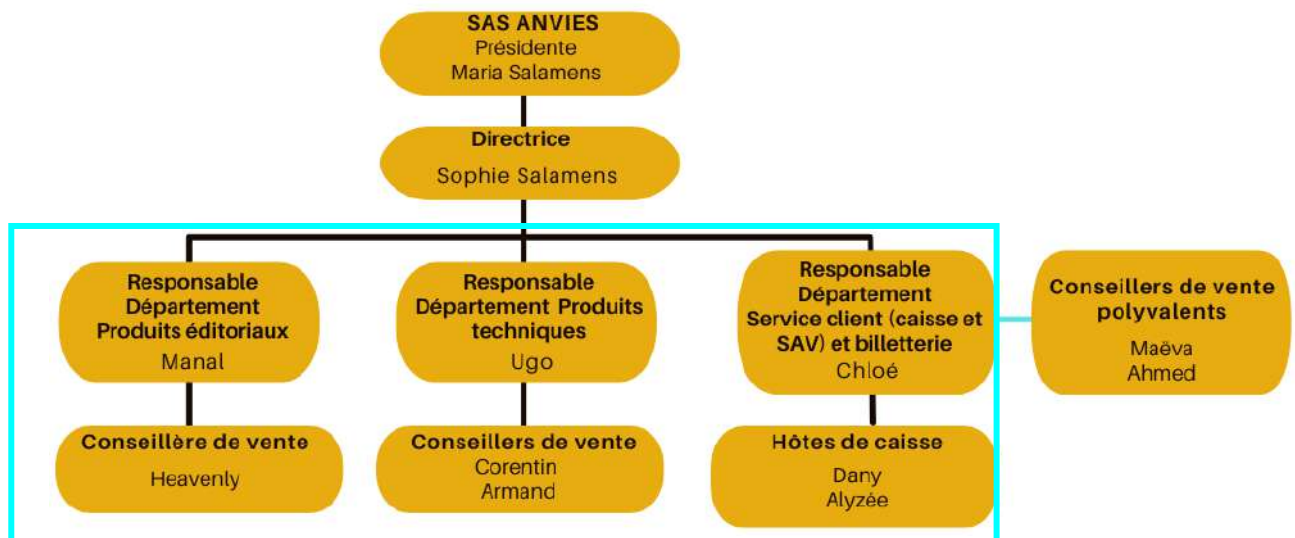 SAS ANVIES
Présidente
Maria Salamens
Directrice
Sophie Salamens
Responsable
Département
Produits éditoriaux
Manal
Responsable
Département Produits
techniques
Ugo
Responsable
Département
Service client (caisse et
SAV) et billetterie
Chloé
Conseillers de vente
polyvalents
Maëva
Ahmed
Conseillère de vente
Heavenly
Conseillers de vente
Corentin
Armand
Hôtes de caisse
Dany
Alyzée